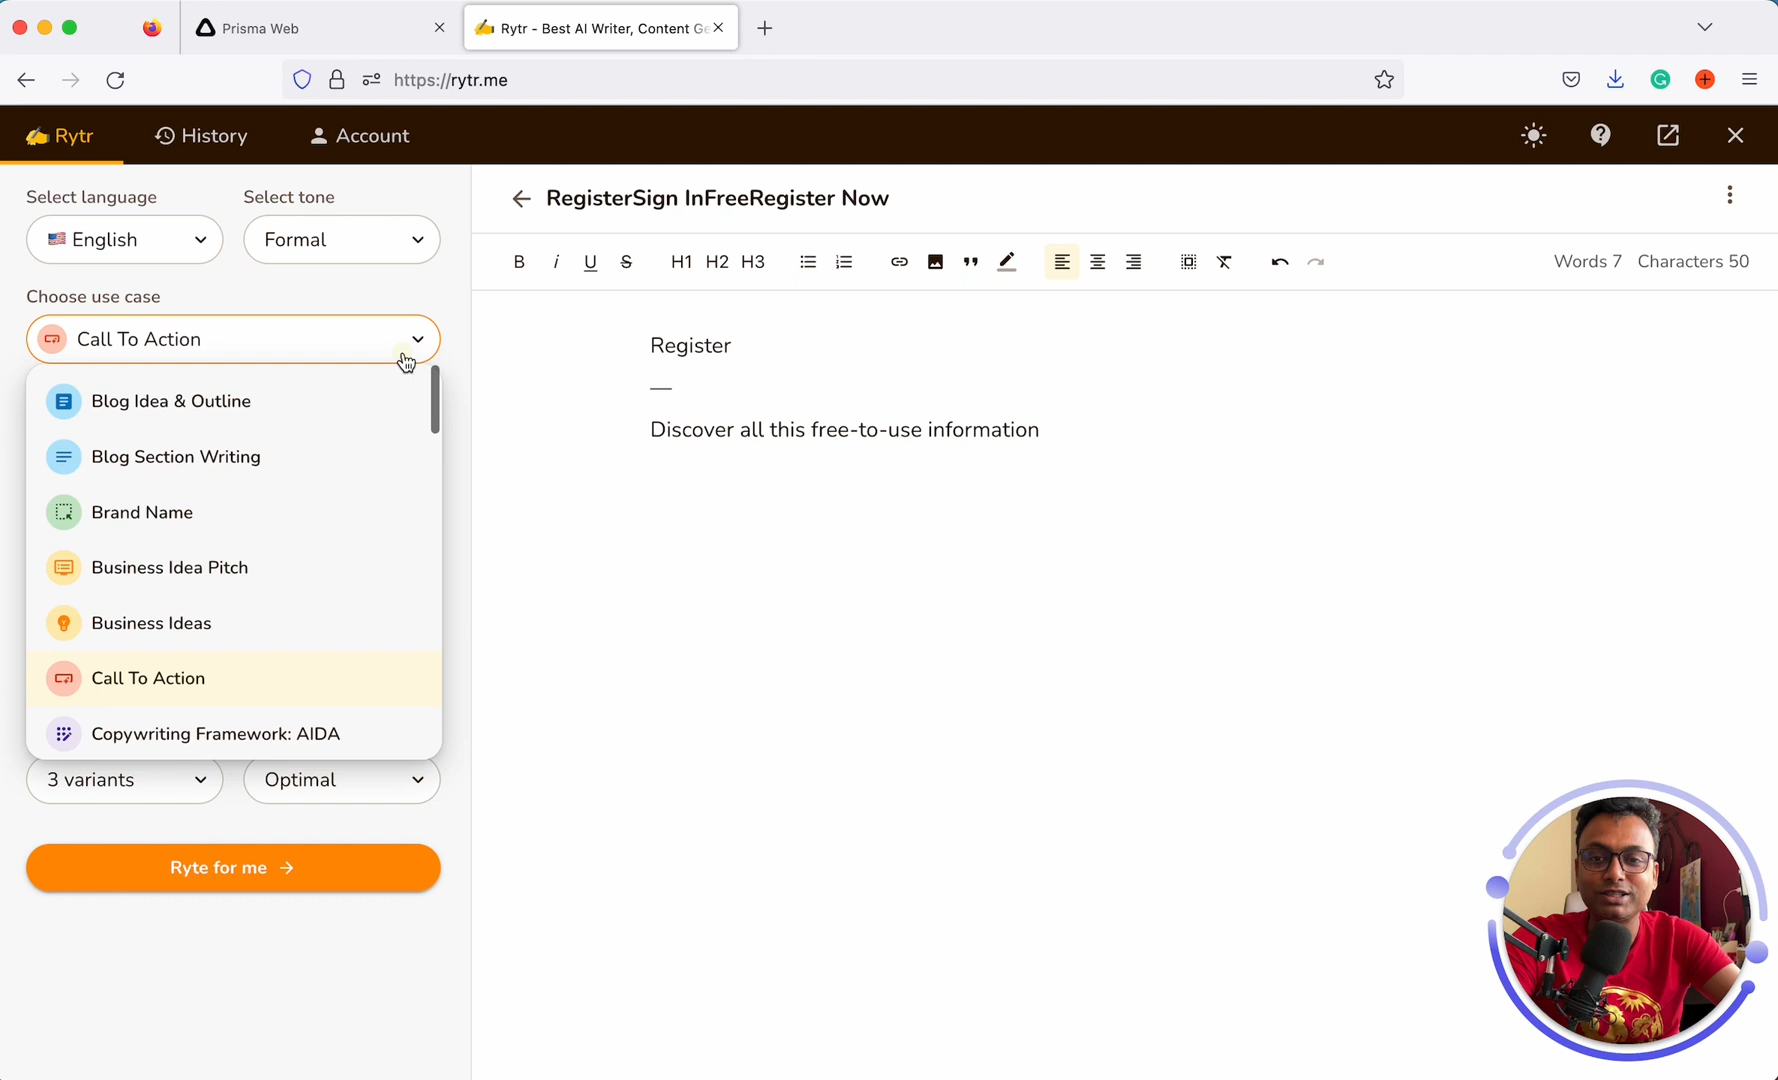 Prisma Web
Rytr - Best AI Writer, Content Ge
https://rytr.me
Rytr
History
Account
Select language
Select tone
English
Formal
Choose use case
Call To Action
Blog Idea & Outline
Blog Section Writing
Brand Name
Business Idea Pitch
Business Ideas
Call To Action
Copywriting Framework: AIDA
3 variants
Optimal
Ryte for me →
RegisterSign InFreeRegister Now
B i U S H1 H2 H3
Words 7 Characters 50
Register
—
Discover all this free-to-use information